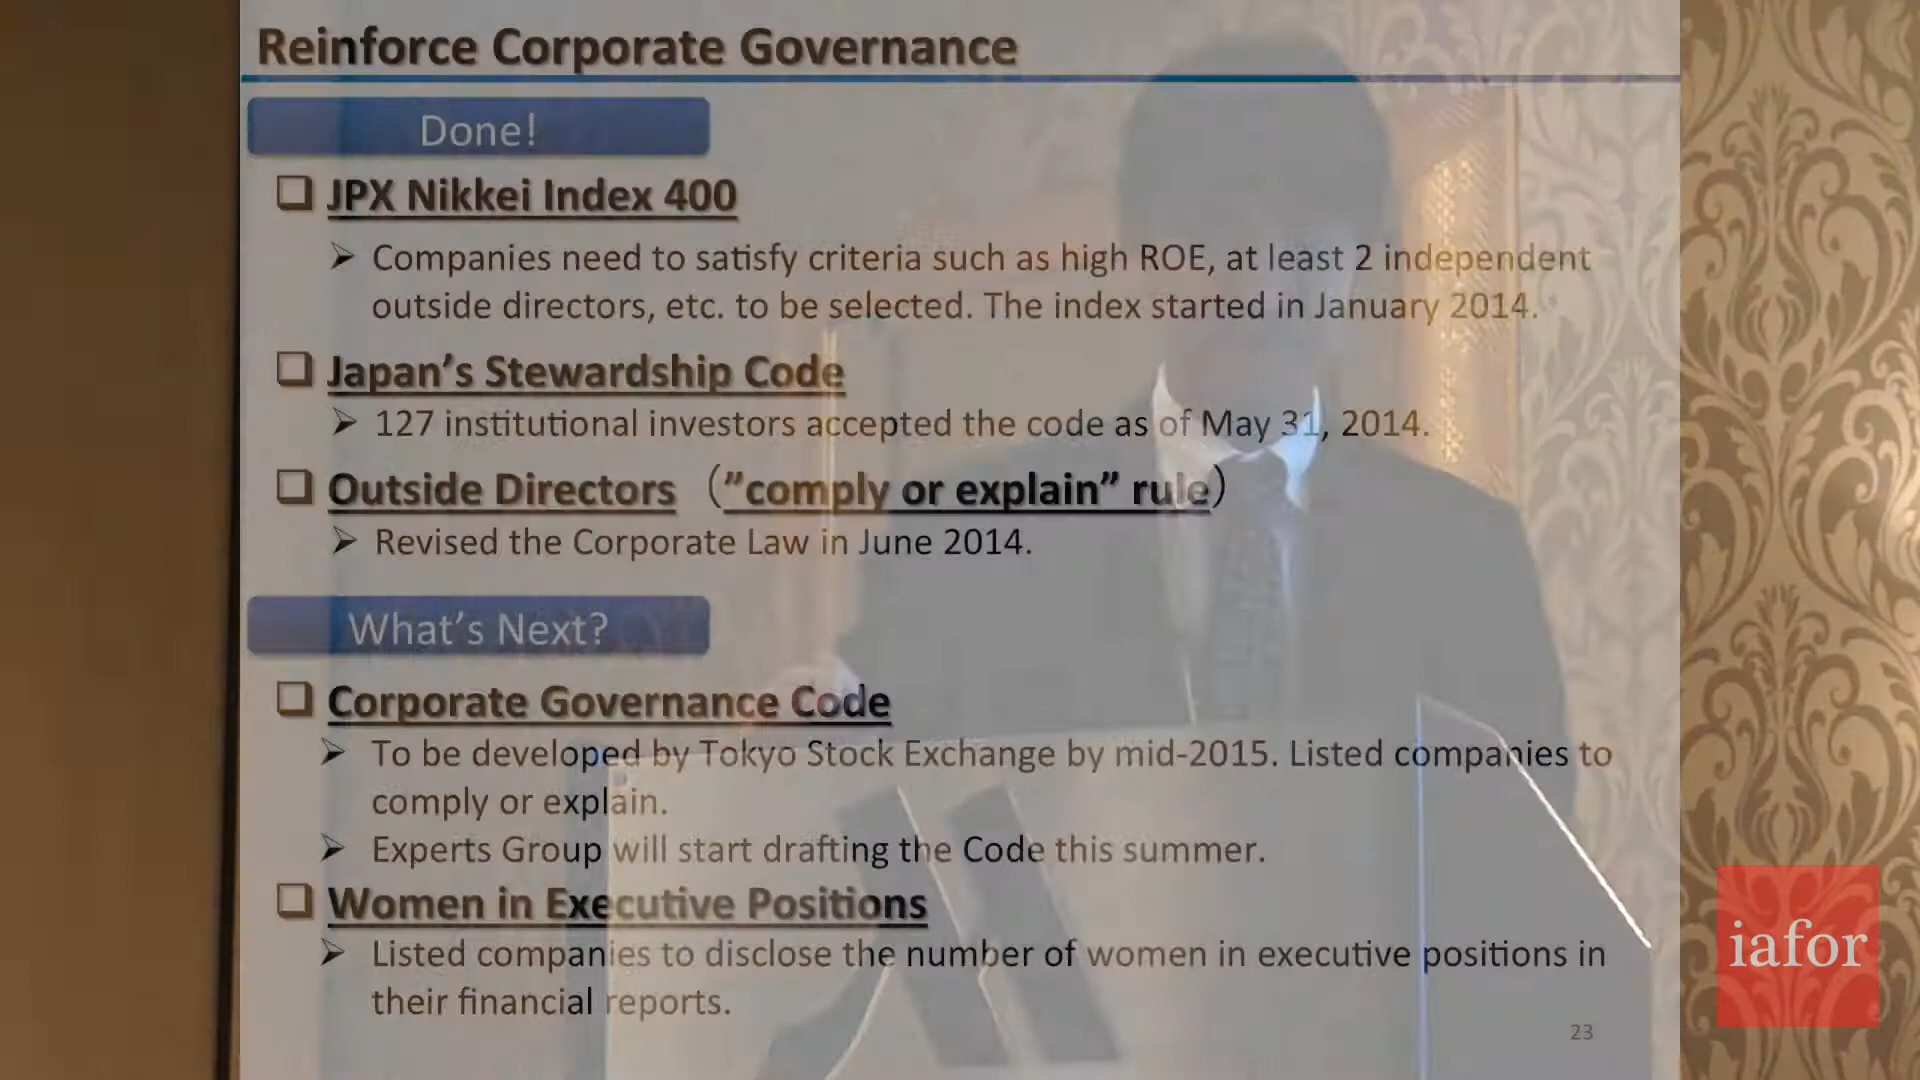 Reinforce Corporate Governance
Done!
❑ JPX Nikkei Index 400
➢ Companies need to satisfy criteria such as high ROE, at least 2 independent
outside directors, etc. to be selected. The index started in January 2014.
❑ Japan's Stewardship Code
➢ 127 institutional investors accepted the code as of May 31, 2014.
❑ Outside Directors （”comply or explain” rule）
➢ Revised the Corporate Law in June 2014.
What's Next?
❑ Corporate Governance Code
➢ To be developed by Tokyo Stock Exchange by mid-2015. Listed companies to
comply or explain.
➢ Experts Group will start drafting the Code this summer.
❑ Women in Executive Positions
➢ Listed companies to disclose the number of women in executive positions in
their financial reports.
23
iafor